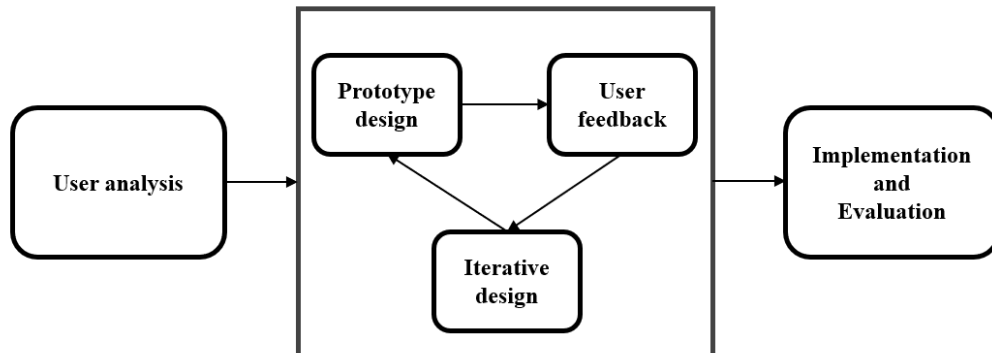 User analysis
Prototype
design
User
feedback
Iterative
design
Implementation
and
Evaluation